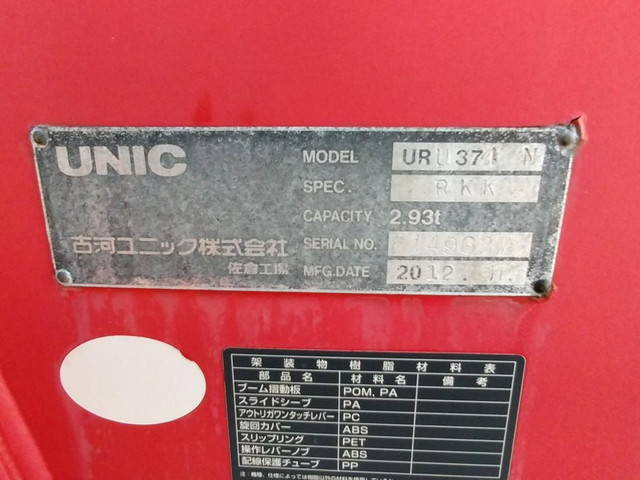 UNIC
MODEL
SPEC. RKK
CAPACITY 2.93t
古河ユニック株式会社
佐倉工場
SERIAL NO.
MFG.DATE 2012.
架装物樹脂材料表
部品名 材料名 備考
ブーム摺動板 POM, PA
スライドシーブ PA
アウトリガワンタッチレバー PC
旋回カバー ABS
スリップリング PET
操作レバーノブ ABS
配線保護チューブ PP